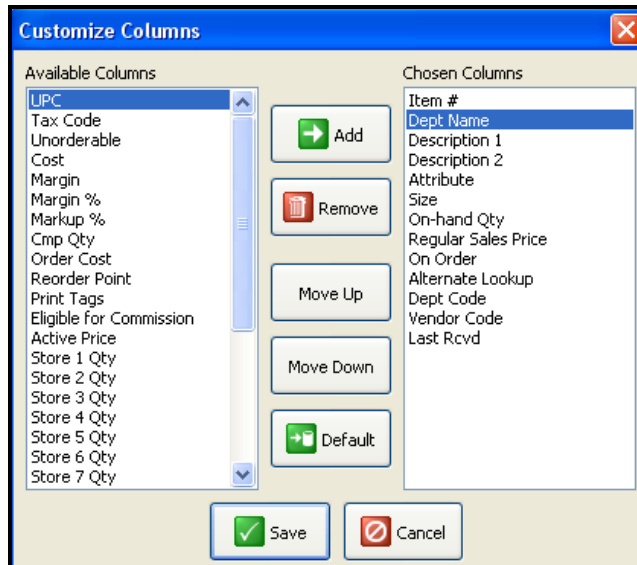 Customize Columns
Available Columns
UPC
Tax Code
Unorderable
Cost
Margin
Margin %
Markup %
Cmp Qty
Order Cost
Reorder Point
Print Tags
Eligible for Commission
Active Price
Store 1 Qty
Store 2 Qty
Store 3 Qty
Store 4 Qty
Store 5 Qty
Store 6 Qty
Store 7 Qty
Add
Remove
Move Up
Move Down
Default
Chosen Columns
Item #
Dept Name
Description 1
Description 2
Attribute
Size
On-hand Qty
Regular Sales Price
On Order
Alternate Lookup
Dept Code
Vendor Code
Last Rcvd
Save
Cancel